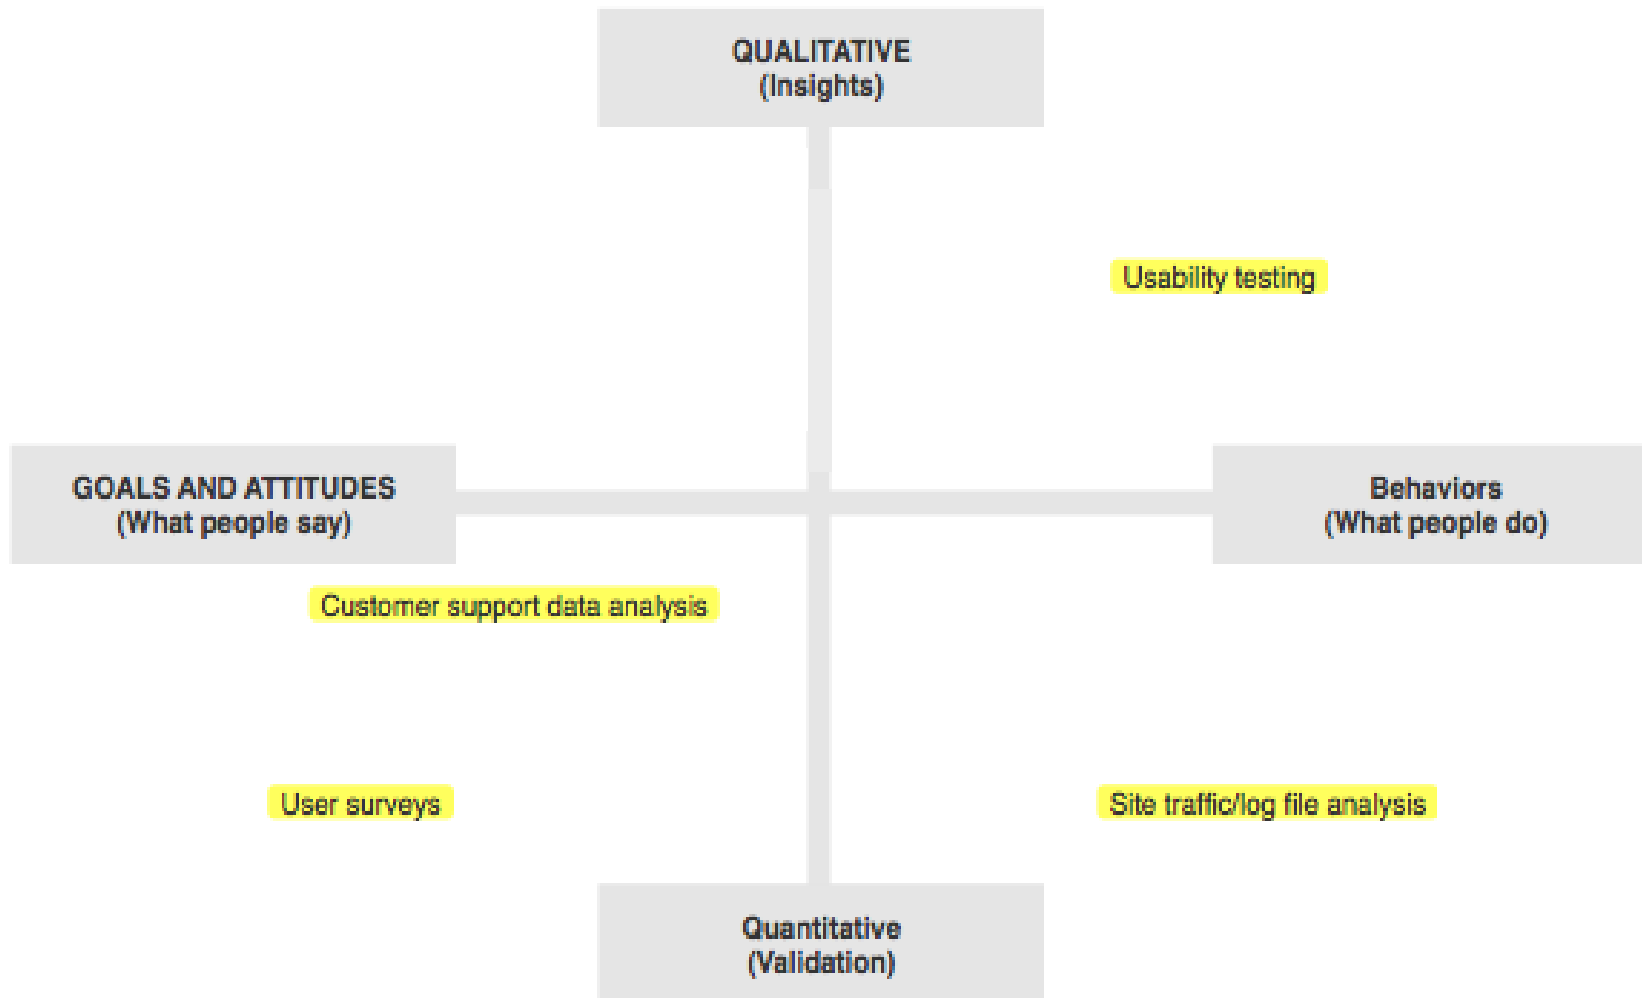 QUALITATIVE
(Insights)
Usability testing
GOALS AND ATTITUDES
(What people say)
Behaviors
(What people do)
Customer support data analysis
User surveys
Site traffic/log file analysis
Quantitative
(Validation)